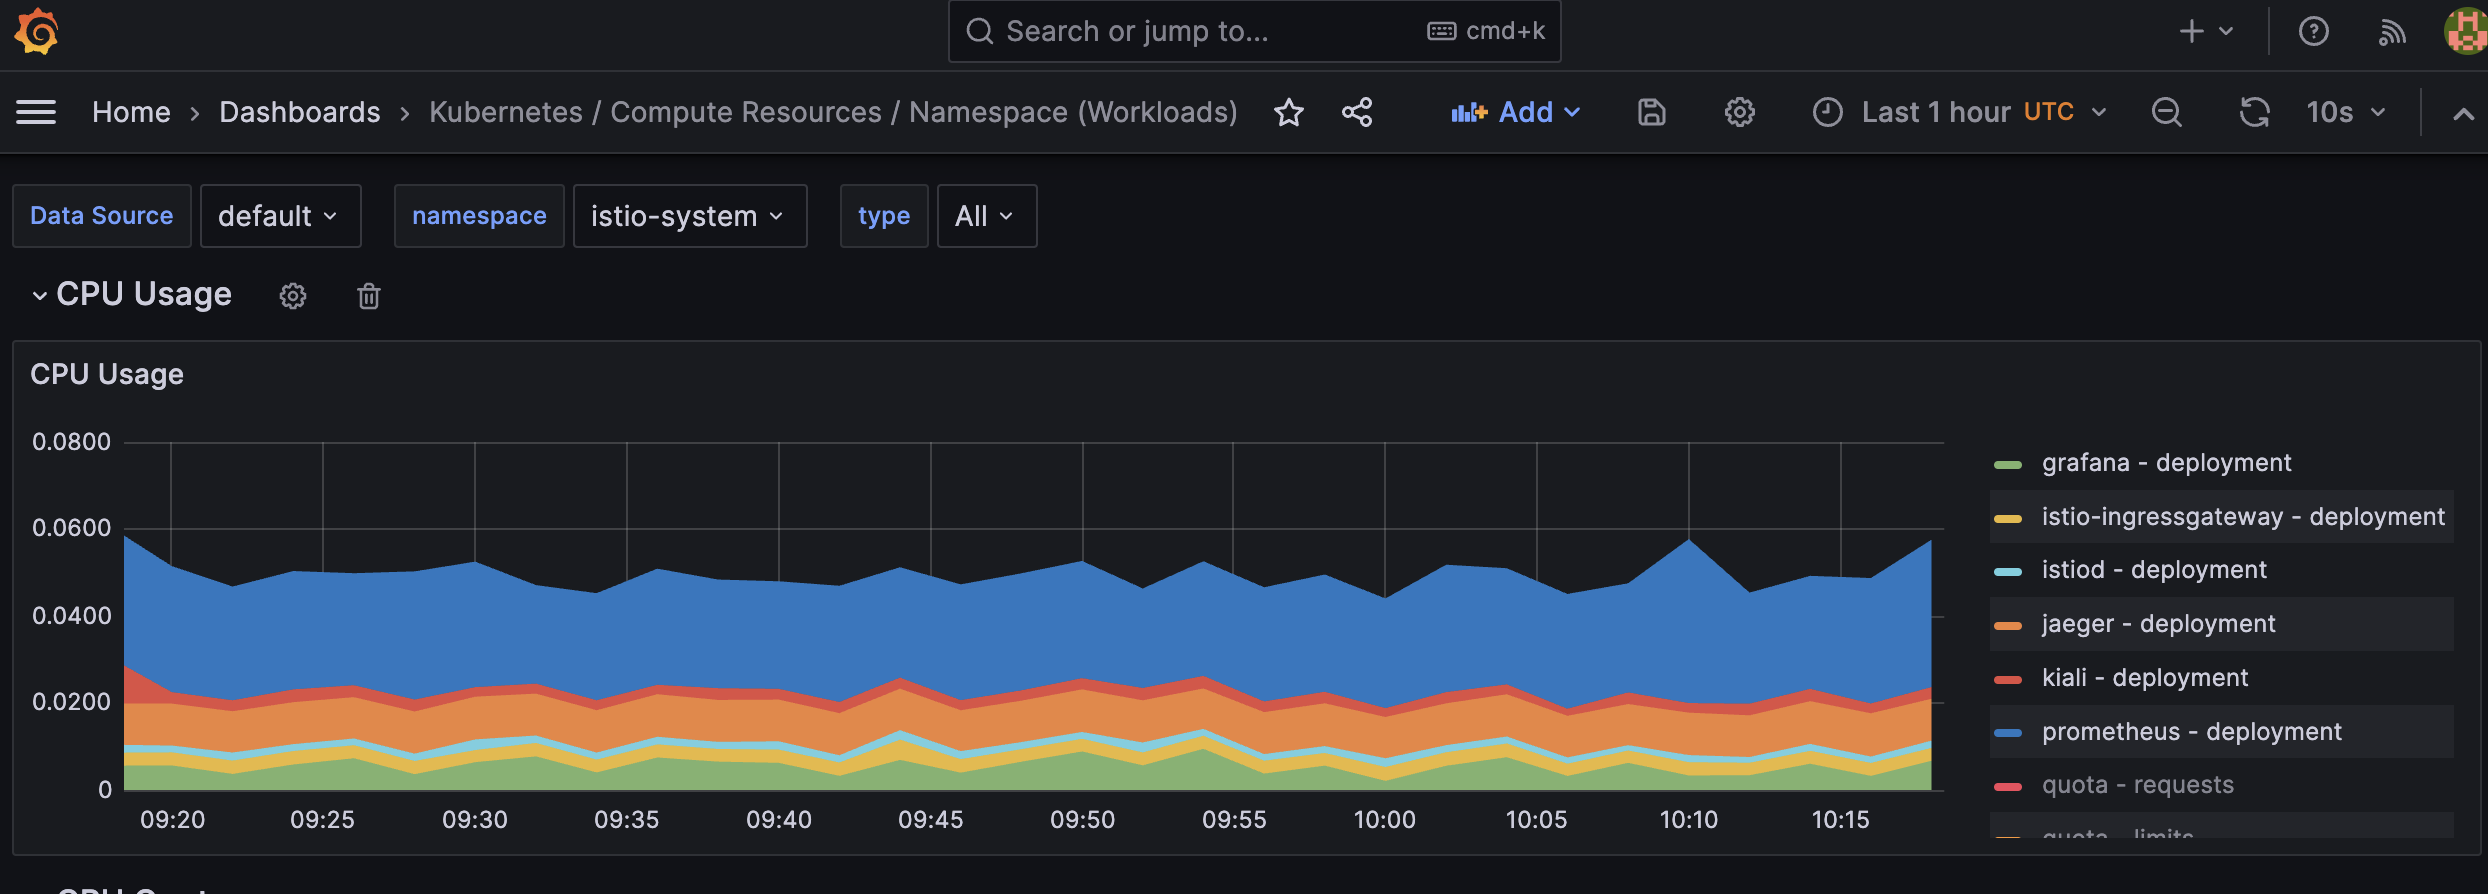 Search or jump to... cmd+k
Home › Dashboards › Kubernetes / Compute Resources / Namespace (Workloads) Add Last 1 hour UTC 10s
Data Source default namespace istio-system type All
CPU Usage
CPU Usage
0.0800
0.0600
0.0400
0.0200
0
09:20 09:25 09:30 09:35 09:40 09:45 09:50 09:55 10:00 10:05 10:10 10:15
grafana - deployment
istio-ingressgateway - deployment
istiod - deployment
jaeger - deployment
kiali - deployment
prometheus - deployment
quota - requests
quota - limits